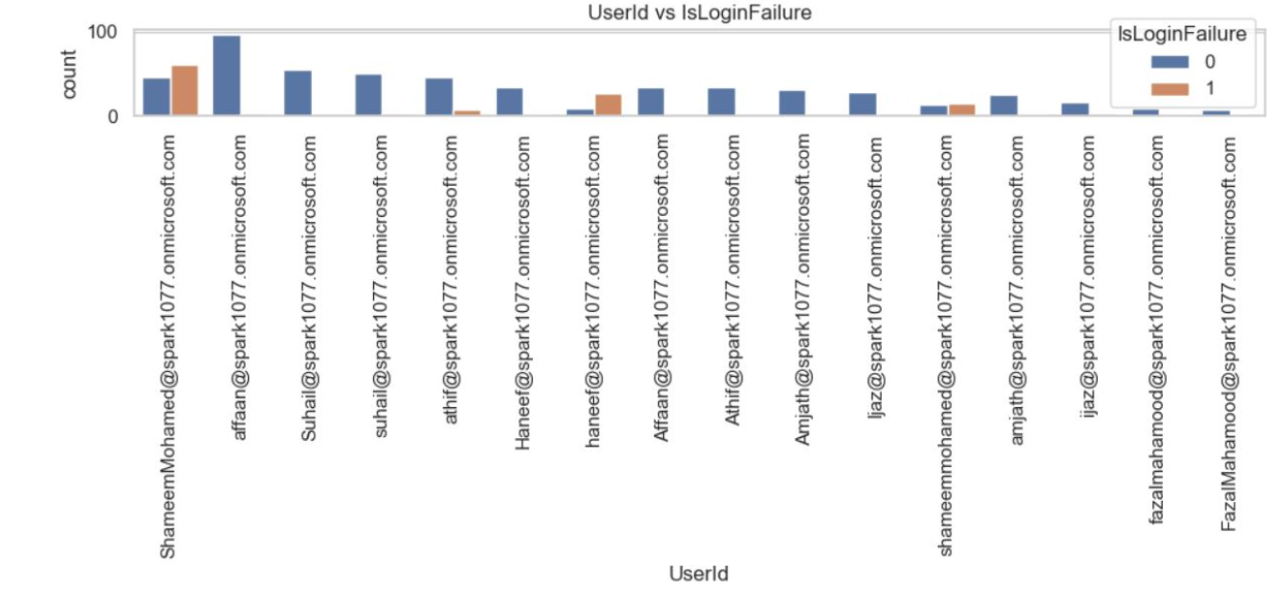 UserId vs IsLoginFailure
IsLoginFailure
0
1
100
0
count
ShameemMohamed@spark1077.onmicrosoft.com
affaan@spark1077.onmicrosoft.com
Suhail@spark1077.onmicrosoft.com
suhail@spark1077.onmicrosoft.com
athif@spark1077.onmicrosoft.com
Haneef@spark1077.onmicrosoft.com
haneef@spark1077.onmicrosoft.com
Affaan@spark1077.onmicrosoft.com
Athif@spark1077.onmicrosoft.com
Amjath@spark1077.onmicrosoft.com
Ijaz@spark1077.onmicrosoft.com
shameemmohamed@spark1077.onmicrosoft.com
amjath@spark1077.onmicrosoft.com
ijaz@spark1077.onmicrosoft.com
fazalmahamood@spark1077.onmicrosoft.com
FazalMahamood@spark1077.onmicrosoft.com
UserId